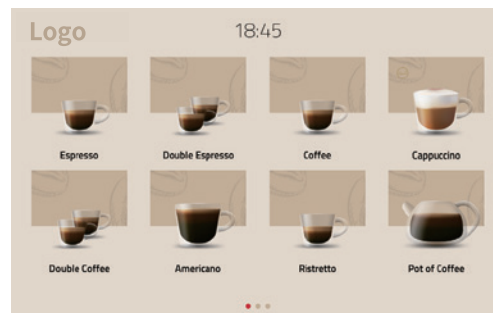 Logo
18:45
Espresso
Double Espresso
Coffee
Cappuccino
Double Coffee
Americano
Ristretto
Pot of Coffee